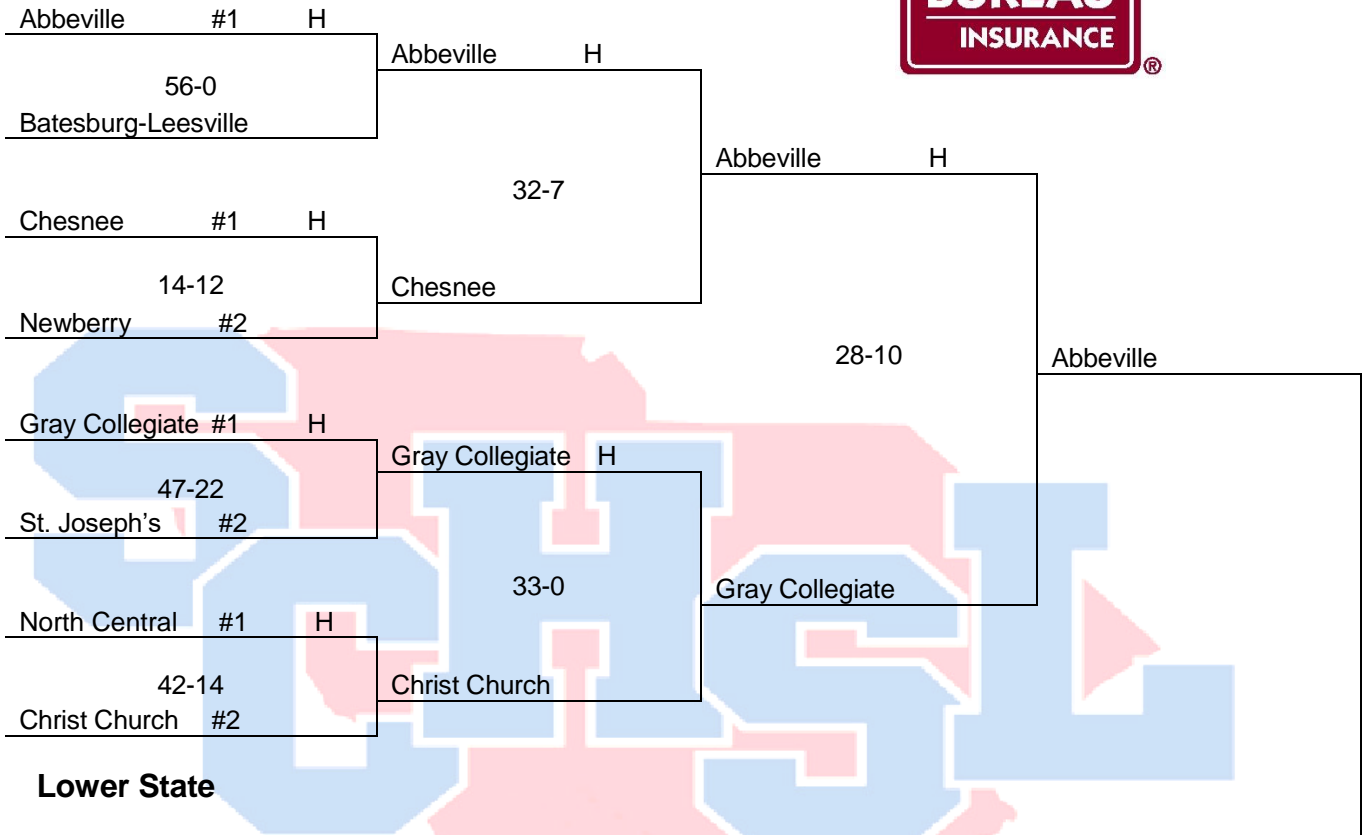 BUREAU
INSURANCE
®
Abbeville #1 H
56-0
Batesburg-Leesville
Abbeville H
32-7
Chesnee #1 H
14-12
Newberry #2
Chesnee
Abbeville H
28-10
Abbeville
Gray Collegiate #1 H
47-22
St. Joseph’s #2
Gray Collegiate H
33-0
Gray Collegiate
North Central #1 H
42-14
Christ Church #2
Christ Church
Lower State
SCHSL